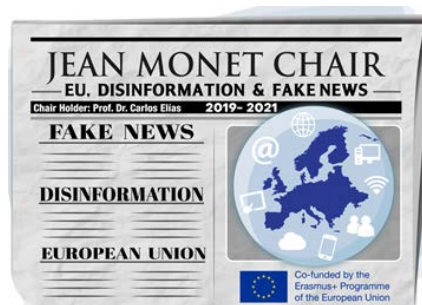 JEAN MONET CHAIR
EU, DISINFORMATION & FAKE NEWS
Chair Holder: Prof. Dr. Carlos Elías 2019- 2021
FAKE NEWS
DISINFORMATION
EUROPEAN UNION
@
Co-funded by the
Erasmus+ Programme
of the European Union